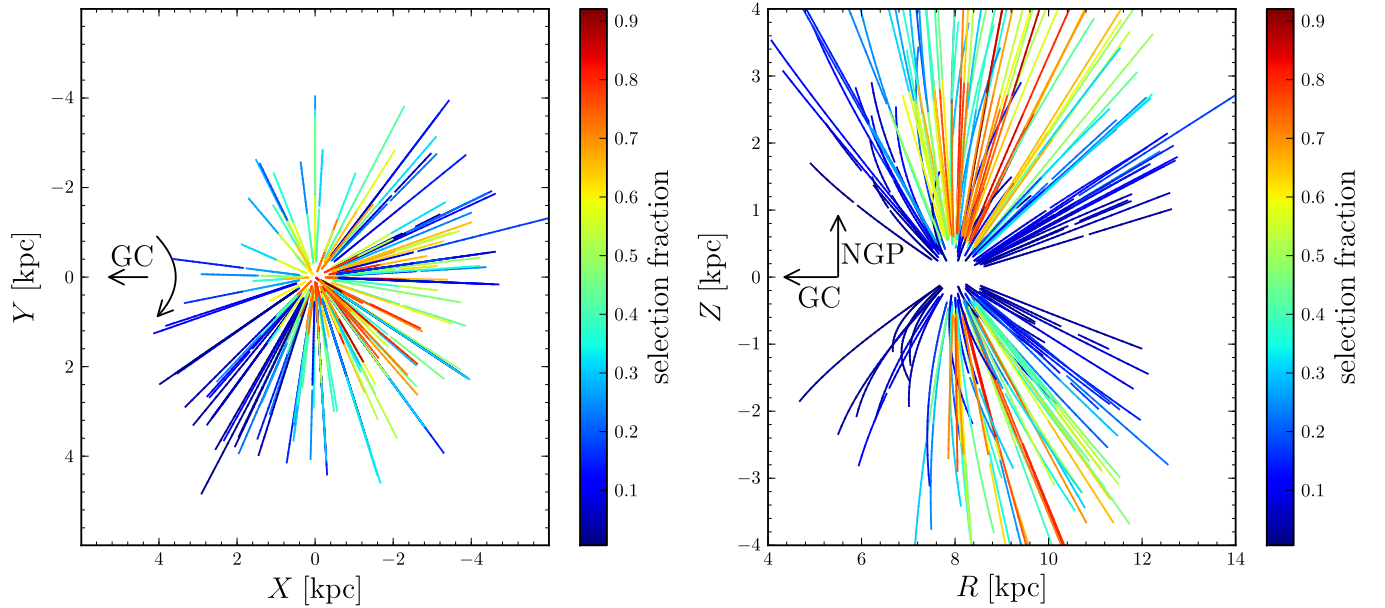 −4
−2
0
2
4
Y [kpc]
4 2 0 −2 −4
X [kpc]
GC
0.9
0.8
0.7
0.6
0.5
0.4
0.3
0.2
0.1
selection fraction
4
3
2
1
0
−1
−2
−3
−4
Z [kpc]
4 6 8 10 12 14
R [kpc]
NGP
GC
0.9
0.8
0.7
0.6
0.5
0.4
0.3
0.2
0.1
selection fraction